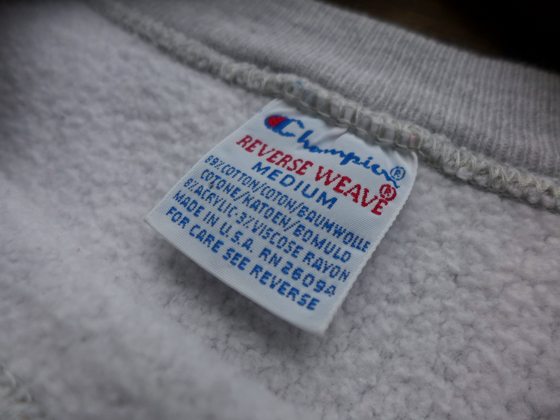 Champion®
REVERSE WEAVE®
MEDIUM
89%COTTON/COTON/BAUMWOLLE
COTONE/KATOEN/BOMULD
8%ACRYLIC·3%VISCOSE RAYON
MADE IN U.S.A. RN 26094
FOR CARE SEE REVERSE